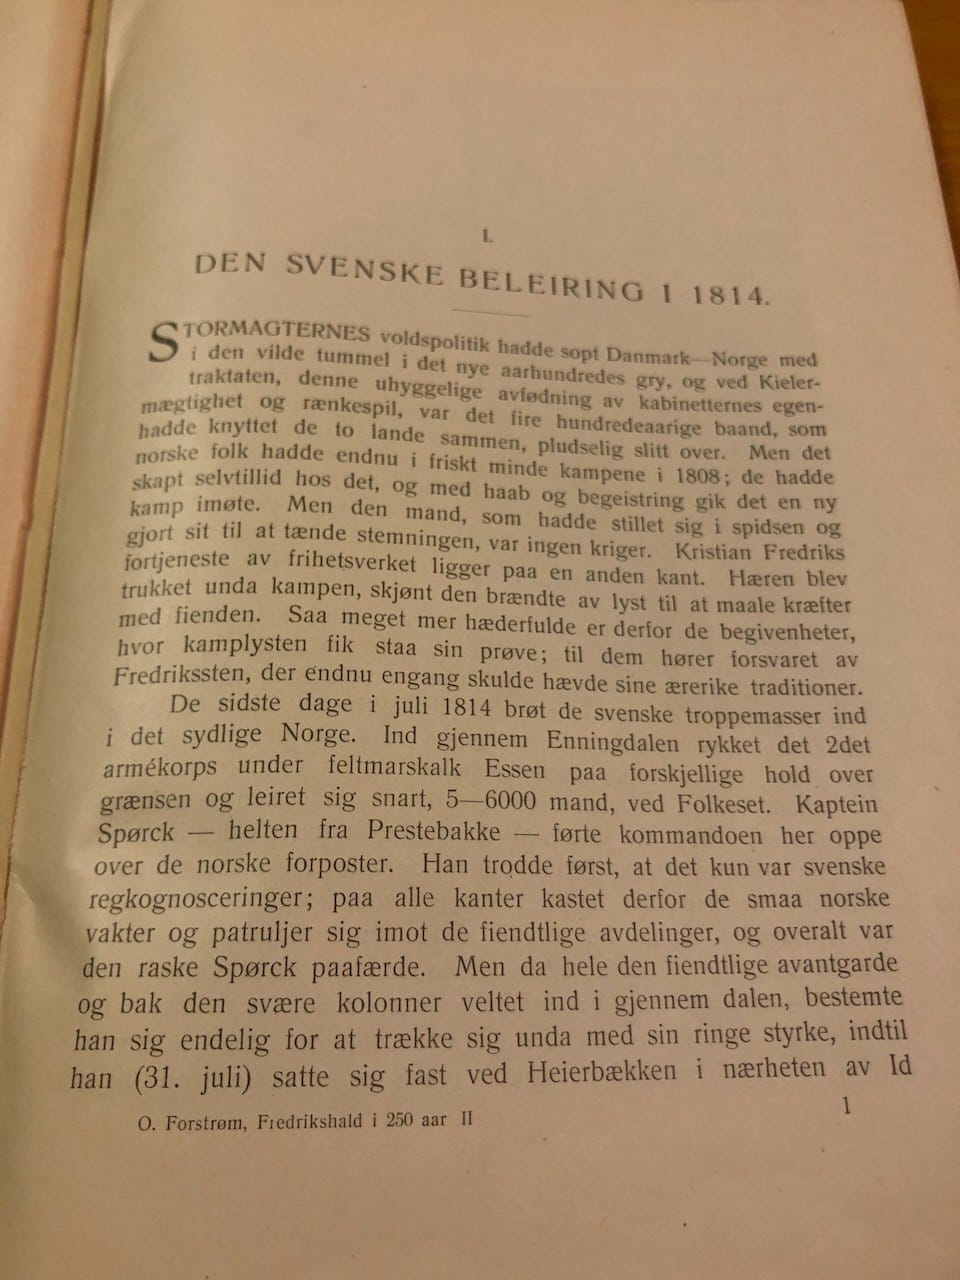 I.
DEN SVENSKE BELEIRING I 1814.
STORMAGTERNES voldspolitik hadde sopt Danmark—Norge med
i den vilde tummel i det nye aarhundredes gry, og ved Kieler-
traktaten, denne uhyggelige avfødning av kabinetternes egen-
mægtighet og rænkespil, var det fire hundredeaarige baand, som
hadde knyttet de to lande sammen, pludselig slitt over. Men det
norske folk hadde endnu i friskt minde kampene i 1808; de hadde
skapt selvtillid hos det, og med haab og begeistring gik det en ny
kamp imøte. Men den mand, som hadde stillet sig i spidsen og
gjort sit til at tænde stemningen, var ingen kriger. Kristian Fredriks
fortjeneste av frihetsverket ligger paa en anden kant. Hæren blev
trukket unda kampen, skjønt den brændte av lyst til at maale kræfter
med fienden. Saa meget mer hæderfulde er derfor de begivenheter,
hvor kamplysten fik staa sin prøve; til dem hører forsvaret av
Fredrikssten, der endnu engang skulde hævde sine ærerike traditioner.
De sidste dage i juli 1814 brøt de svenske troppemasser ind
i det sydlige Norge. Ind gjennem Enningdalen rykket det 2det
armékorps under feltmarskalk Essen paa forskjellige hold over
grænsen og leiret sig snart, 5—6000 mand, ved Folkeset. Kaptein
Spørck — helten fra Prestebakke — førte kommandoen her oppe
over de norske forposter. Han trodde først, at det kun var svenske
regkognosceringer; paa alle kanter kastet derfor de smaa norske
vakter og patruljer sig imot de fiendtlige avdelinger, og overalt var
den raske Spørck paafærde. Men da hele den fiendtlige avantgarde
og bak den svære kolonner veltet ind i gjennem dalen, bestemte
han sig endelig for at trække sig unda med sin ringe styrke, indtil
han (31. juli) satte sig fast ved Heierbækken i nærheten av Id
O. Forstrøm, Fredrikshald i 250 aar II
1